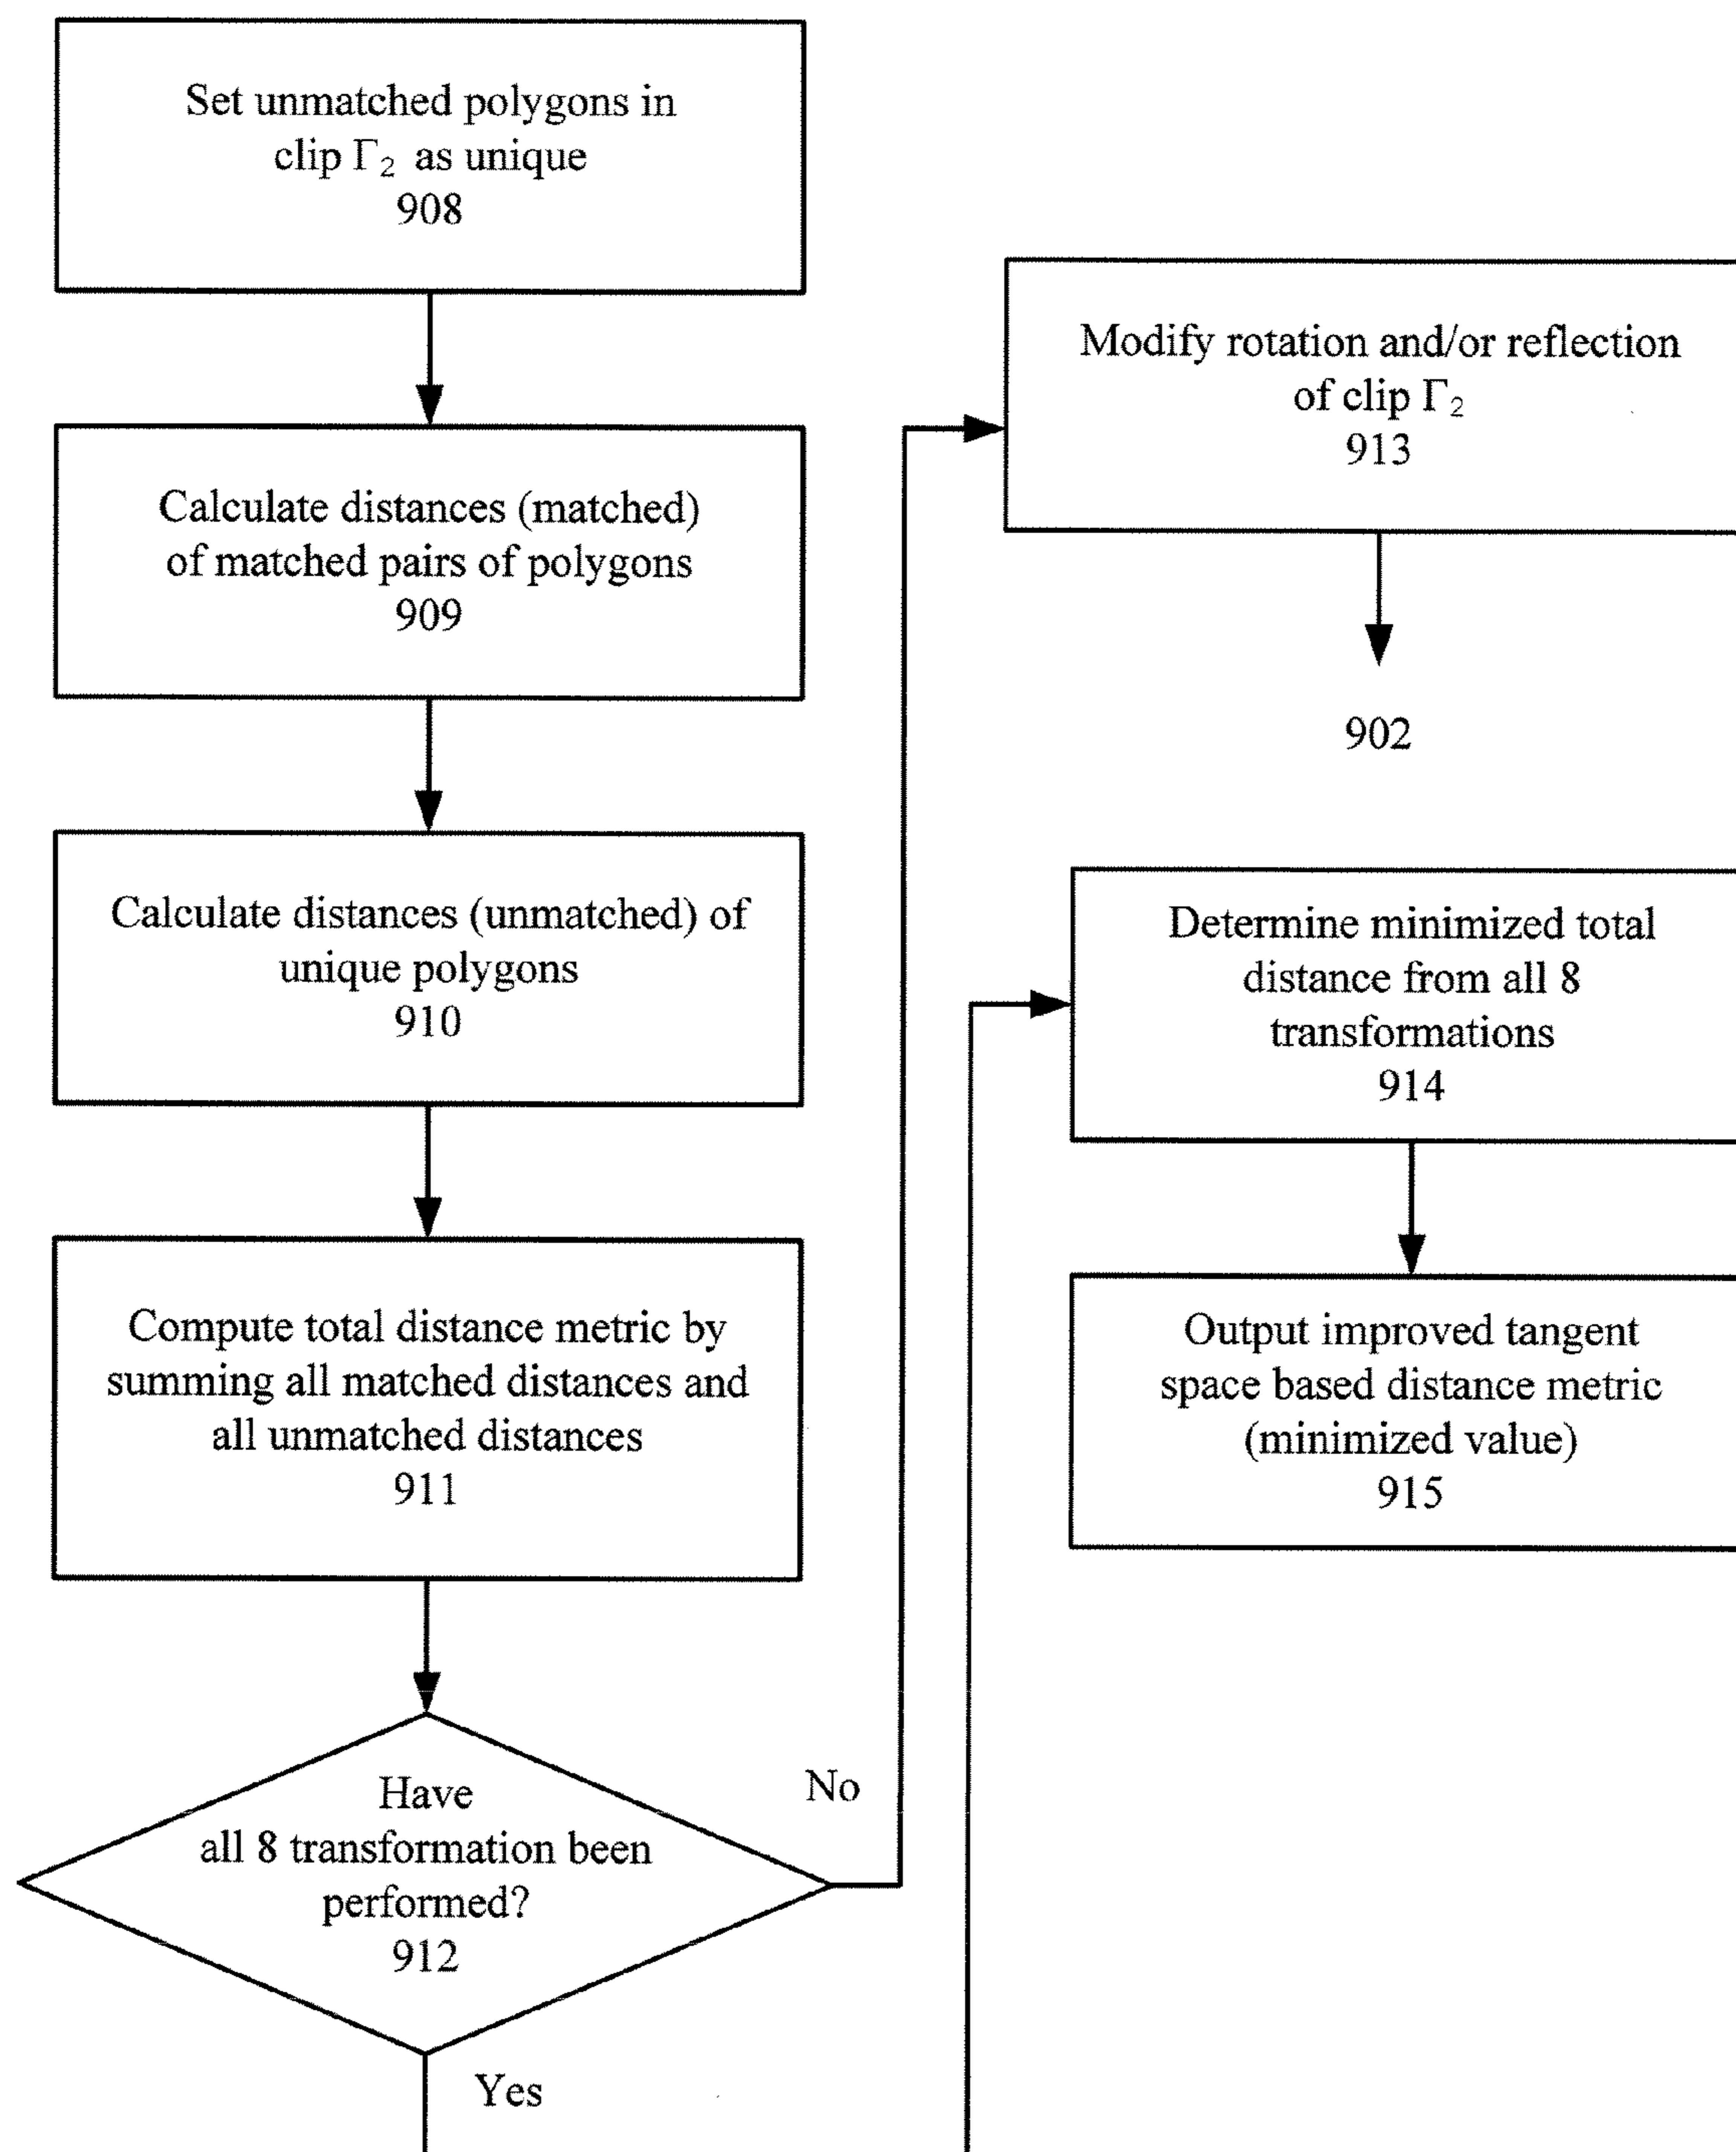 Set unmatched polygons in
clip Γ₂ as unique
908
Calculate distances (matched)
of matched pairs of polygons
909
Calculate distances (unmatched) of
unique polygons
910
Compute total distance metric by
summing all matched distances and
all unmatched distances
911
Have
all 8 transformation been
performed?
912
No
Yes
Modify rotation and/or reflection
of clip Γ₂
913
902
Determine minimized total
distance from all 8
transformations
914
Output improved tangent
space based distance metric
(minimized value)
915